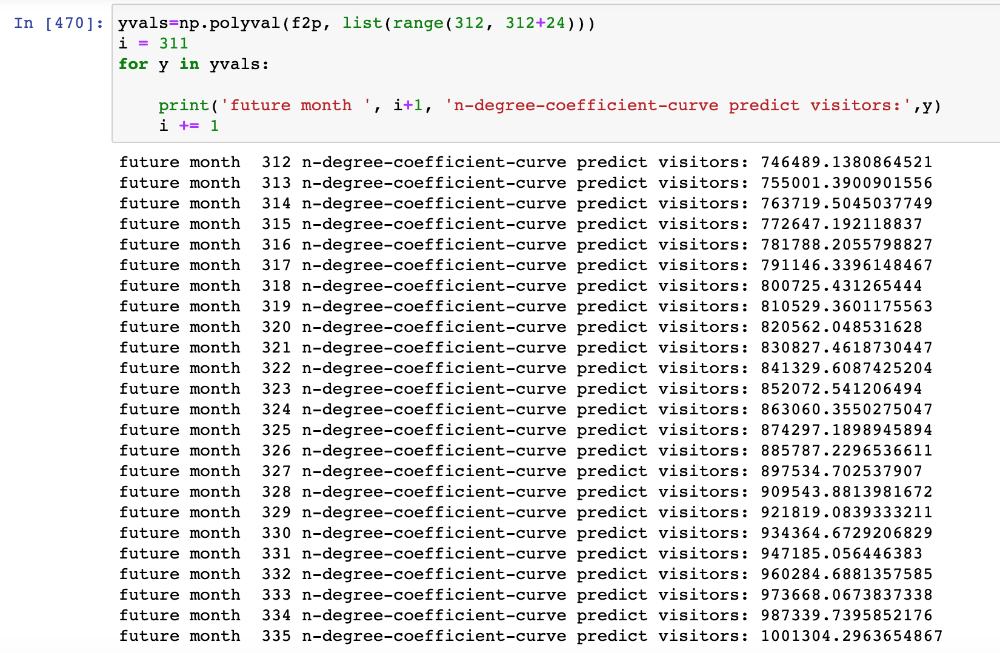 In [470]: yvals=np.polyval(f2p, list(range(312, 312+24)))
i = 311
for y in yvals:
print('future month ', i+1, 'n-degree-coefficient-curve predict visitors:',y)
i += 1
future month  312 n-degree-coefficient-curve predict visitors: 746489.1380864521
future month  313 n-degree-coefficient-curve predict visitors: 755001.3900901556
future month  314 n-degree-coefficient-curve predict visitors: 763719.5045037749
future month  315 n-degree-coefficient-curve predict visitors: 772647.192118837
future month  316 n-degree-coefficient-curve predict visitors: 781788.2055798827
future month  317 n-degree-coefficient-curve predict visitors: 791146.3396148467
future month  318 n-degree-coefficient-curve predict visitors: 800725.431265444
future month  319 n-degree-coefficient-curve predict visitors: 810529.3601175563
future month  320 n-degree-coefficient-curve predict visitors: 820562.048531628
future month  321 n-degree-coefficient-curve predict visitors: 830827.4618730447
future month  322 n-degree-coefficient-curve predict visitors: 841329.6087425204
future month  323 n-degree-coefficient-curve predict visitors: 852072.541206494
future month  324 n-degree-coefficient-curve predict visitors: 863060.3550275047
future month  325 n-degree-coefficient-curve predict visitors: 874297.1898945894
future month  326 n-degree-coefficient-curve predict visitors: 885787.2296536611
future month  327 n-degree-coefficient-curve predict visitors: 897534.702537907
future month  328 n-degree-coefficient-curve predict visitors: 909543.8813981672
future month  329 n-degree-coefficient-curve predict visitors: 921819.0839333211
future month  330 n-degree-coefficient-curve predict visitors: 934364.6729206829
future month  331 n-degree-coefficient-curve predict visitors: 947185.056446383
future month  332 n-degree-coefficient-curve predict visitors: 960284.6881357585
future month  333 n-degree-coefficient-curve predict visitors: 973668.0673837338
future month  334 n-degree-coefficient-curve predict visitors: 987339.7395852176
future month  335 n-degree-coefficient-curve predict visitors: 1001304.2963654867